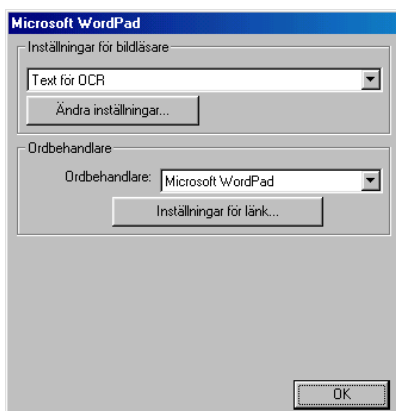 Microsoft WordPad
Inställningar för bildläsare
Text för OCR
Ändra inställningar...
Ordbehandlare
Ordbehandlare: Microsoft WordPad
Inställningar för länk...
OK